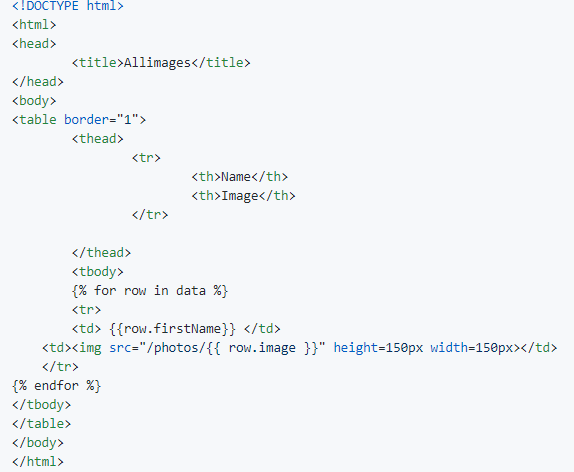 <!DOCTYPE html>
<html>
<head>
<title>Allimages</title>
</head>
<body>
<table border="1">
<thead>
<tr>
<th>Name</th>
<th>Image</th>
</tr>
</thead>
<tbody>
{% for row in data %}
<tr>
<td> {{row.firstName}} </td>
<td><img src="/photos/{{ row.image }}" height=150px width=150px></td>
</tr>
{% endfor %}
</tbody>
</table>
</body>
</html>